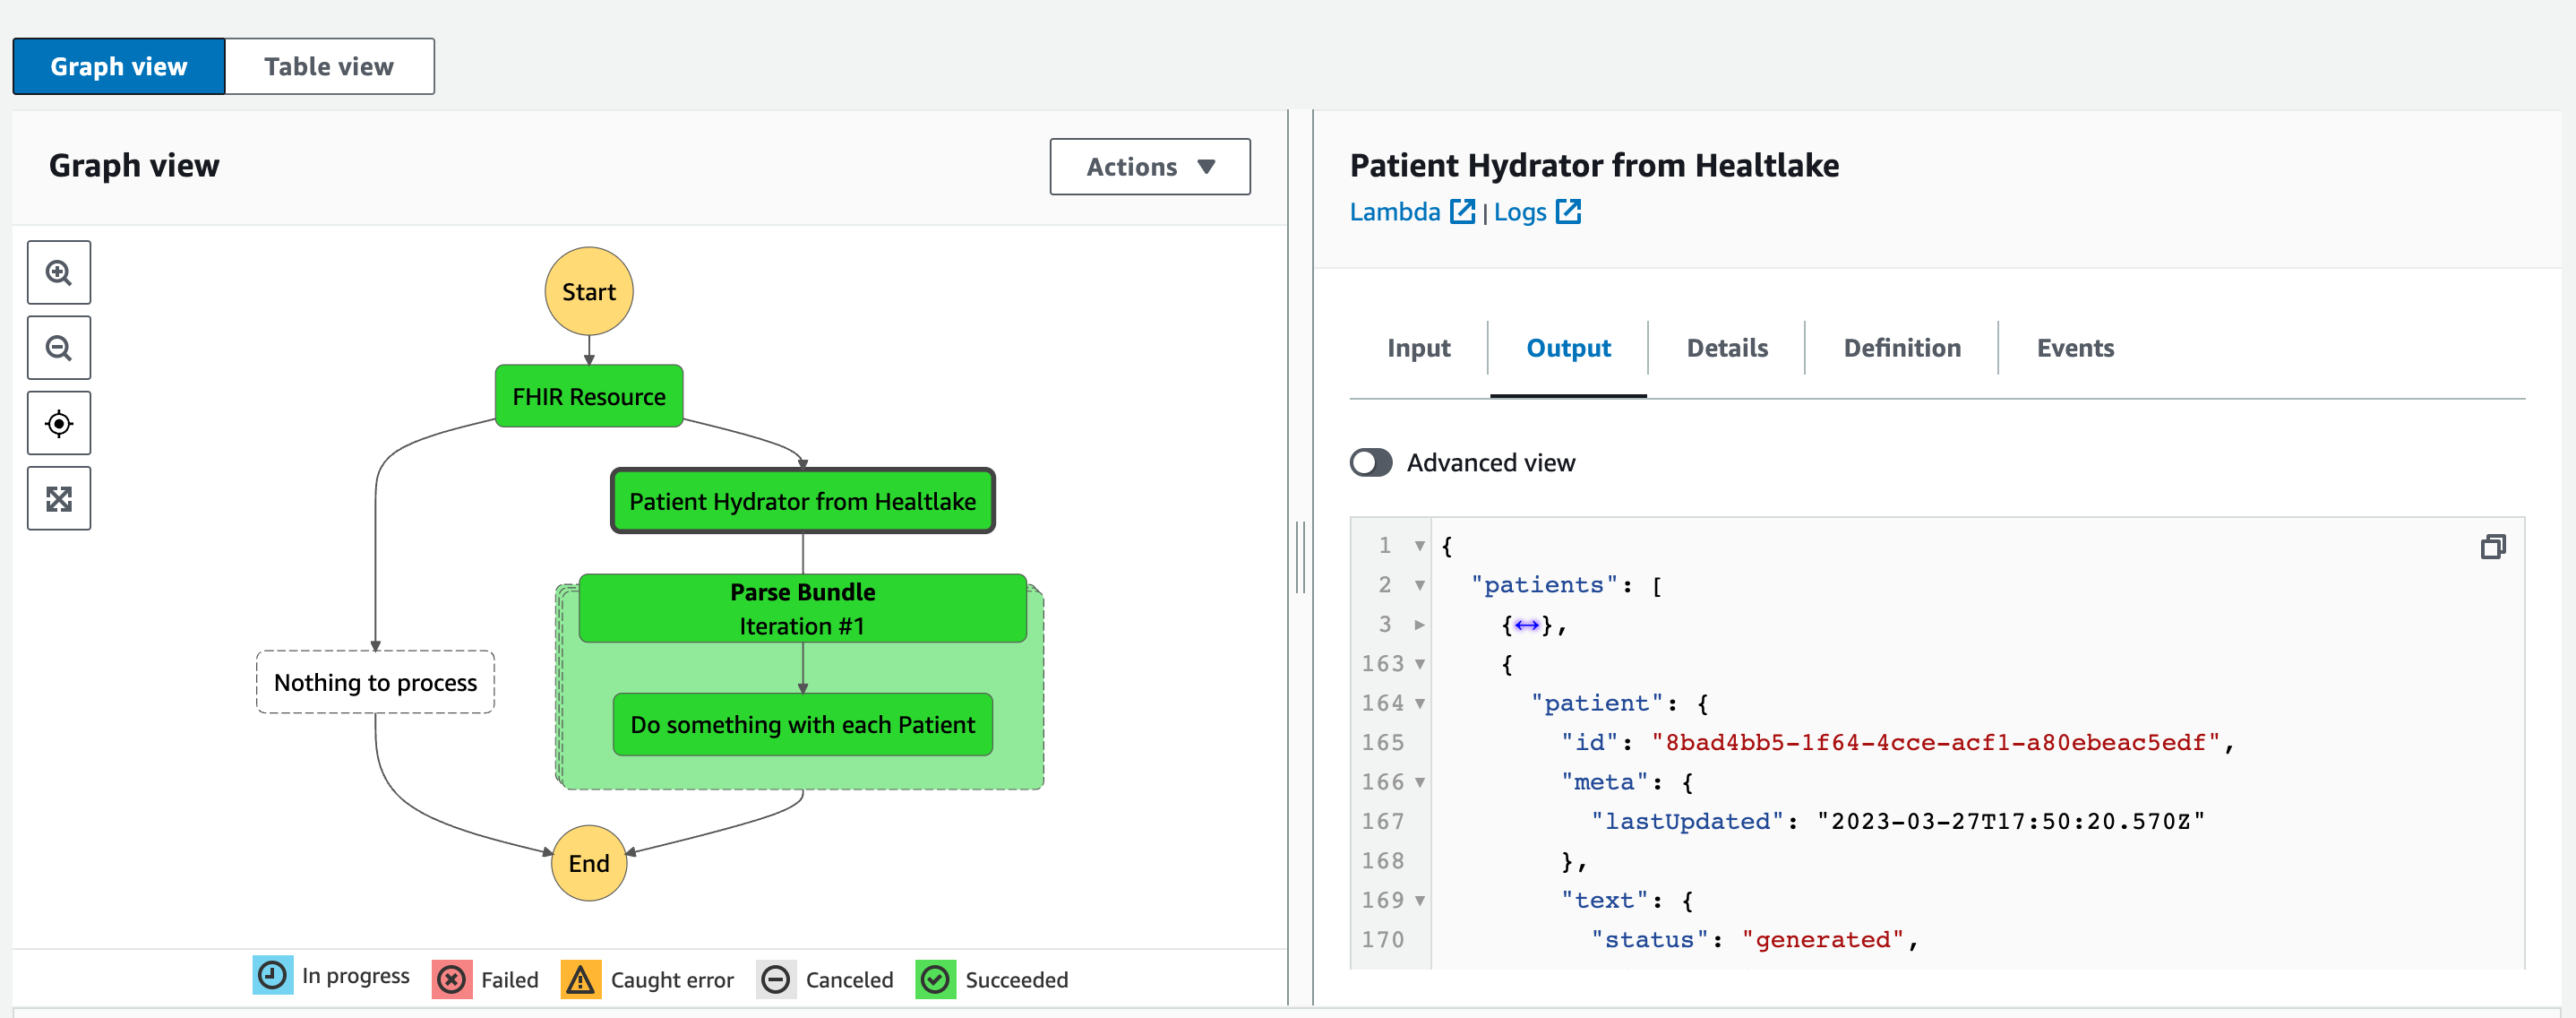 Graph view
Table view
Graph view
Actions
Start
FHIR Resource
Patient Hydrator from Healtlake
Parse Bundle
Iteration #1
Nothing to process
Do something with each Patient
End
In progress
Failed
Caught error
Canceled
Succeeded
Patient Hydrator from Healtlake
Lambda | Logs
Input
Output
Details
Definition
Events
Advanced view
1 {
2 "patients": [
3 {↔},
163 {
164 "patient": {
165 "id": "8bad4bb5-1f64-4cce-acf1-a80ebeac5edf",
166 "meta": {
167 "lastUpdated": "2023-03-27T17:50:20.570Z"
168 },
169 "text": {
170 "status": "generated",